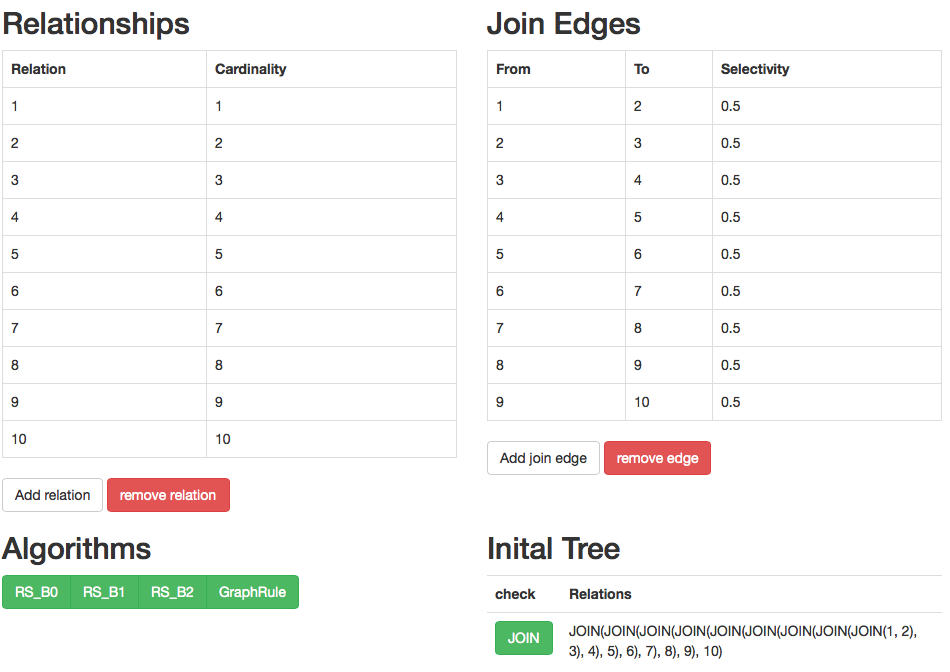 Relationships
Relation Cardinality
1 1
2 2
3 3
4 4
5 5
6 6
7 7
8 8
9 9
10 10
Add relation remove relation
Join Edges
From To Selectivity
1 2 0.5
2 3 0.5
3 4 0.5
4 5 0.5
5 6 0.5
6 7 0.5
7 8 0.5
8 9 0.5
9 10 0.5
Add join edge remove edge
Algorithms
RS_B0 RS_B1 RS_B2 GraphRule
Inital Tree
check Relations
JOIN JOIN(JOIN(JOIN(JOIN(JOIN(JOIN(JOIN(JOIN(JOIN(1, 2),
3), 4), 5), 6), 7), 8), 9), 10)